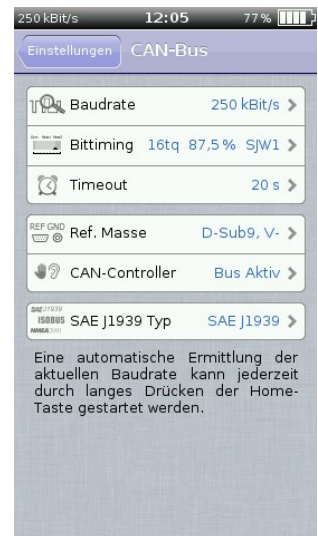 250 kBit/s 12:05 77%
Einstellungen CAN-Bus
Baudrate 250 kBit/s
Bittiming 16tq 87,5% SJW1
Timeout 20 s
REF GND Ref. Masse D-Sub9, V-
CAN-Controller Bus Aktiv
SAE J1939
ISOBUS SAE J1939 Typ SAE J1939
NMEA2000
Eine automatische Ermittlung der
aktuellen Baudrate kann jederzeit
durch langes Drücken der Home-
Taste gestartet werden.